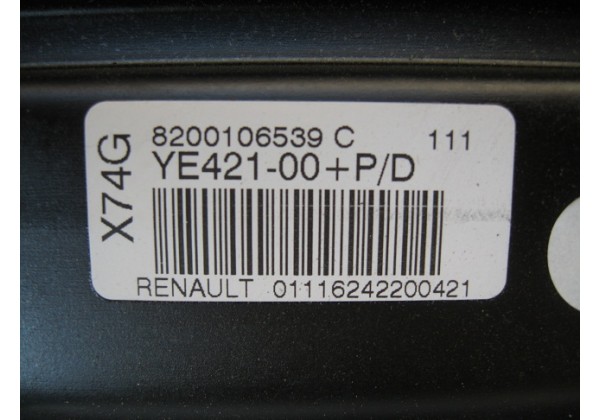 X74G
8200106539 C 111
YE421-00+P/D
RENAULT 01116242200421